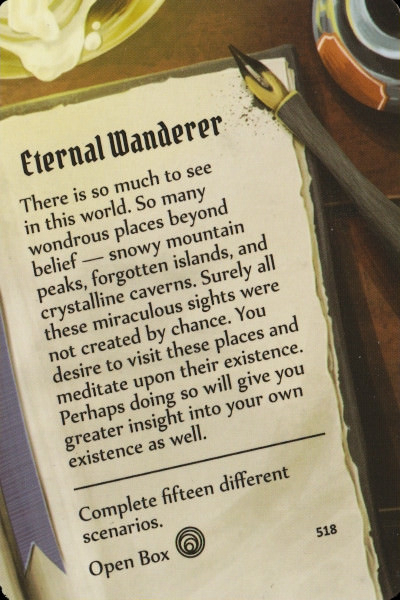 Eternal Wanderer
There is so much to see
in this world. So many
wondrous places beyond
belief — snowy mountain
peaks, forgotten islands, and
crystalline caverns. Surely all
these miraculous sights were
not created by chance. You
desire to visit these places and
meditate upon their existence.
Perhaps doing so will give you
greater insight into your own
existence as well.
Complete fifteen different
scenarios.
Open Box
518